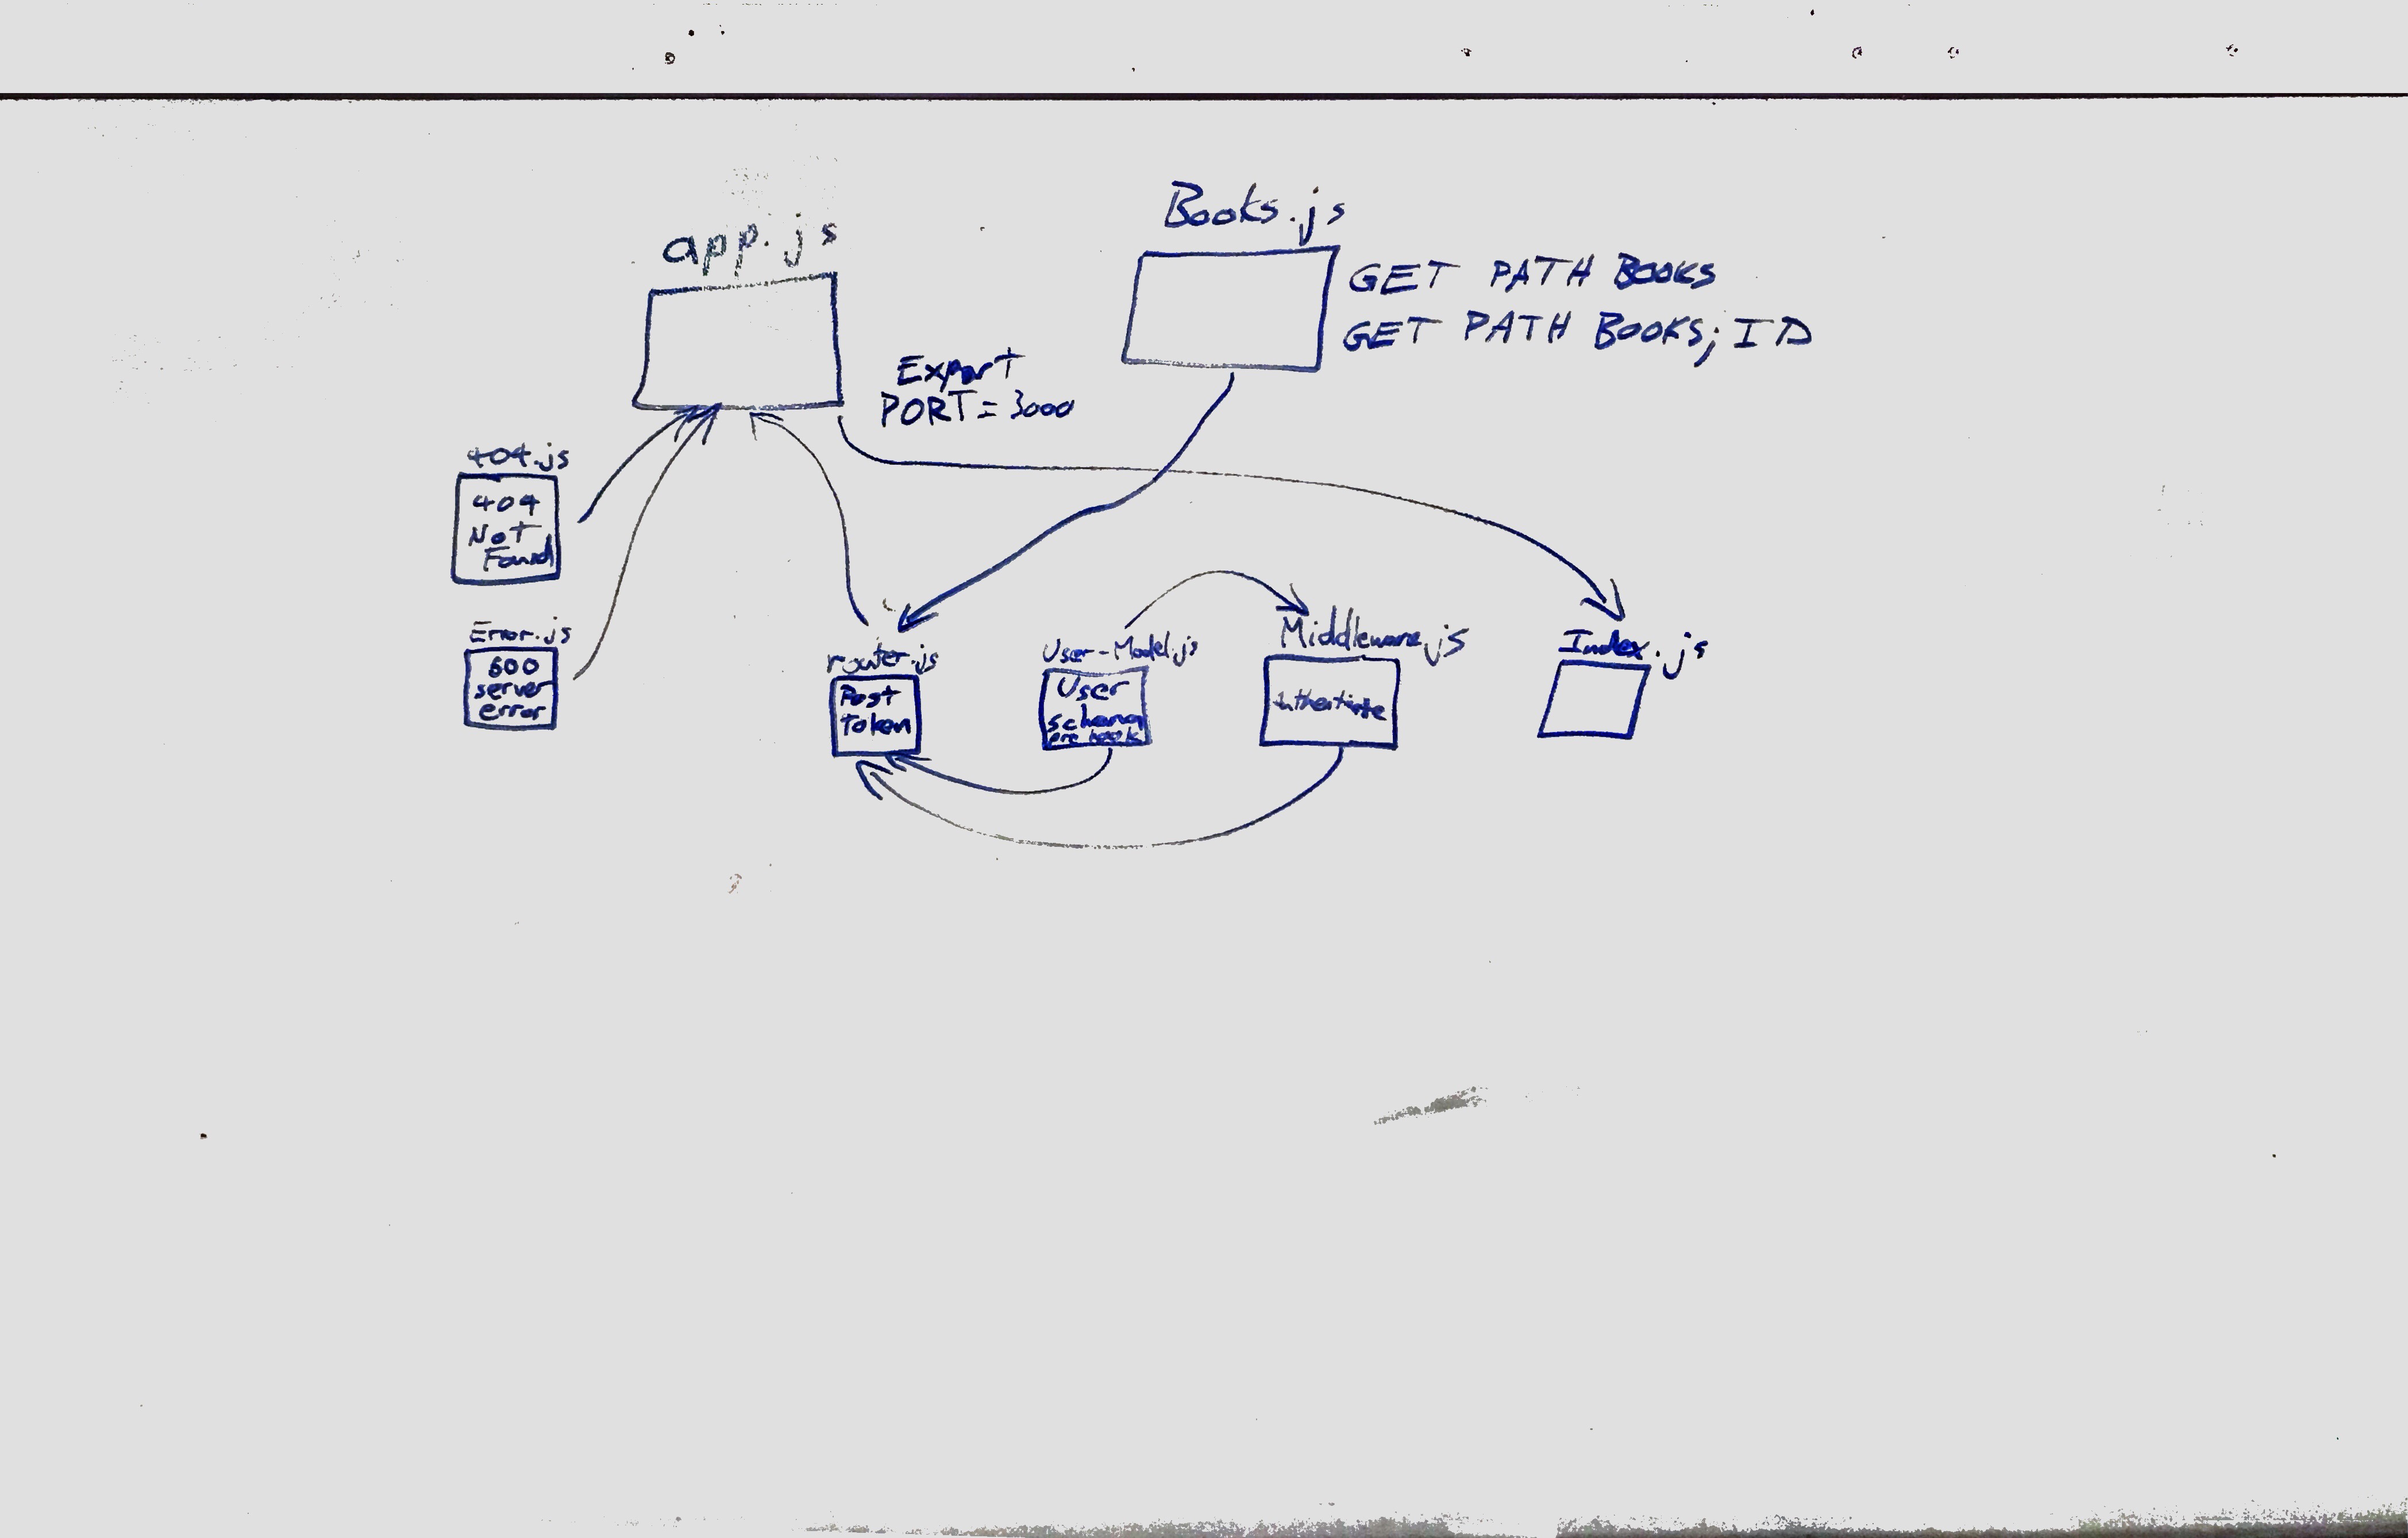 app.js
Books.js
GET PATH BOOKS
GET PATH BOOKS; ID
Export
PORT = 3000
404.js
404
Not
Found
Error.js
500
server
error
router.js
Post
Token
User-Model.js
User
schema
pre hook
Middleware.js
Index.js